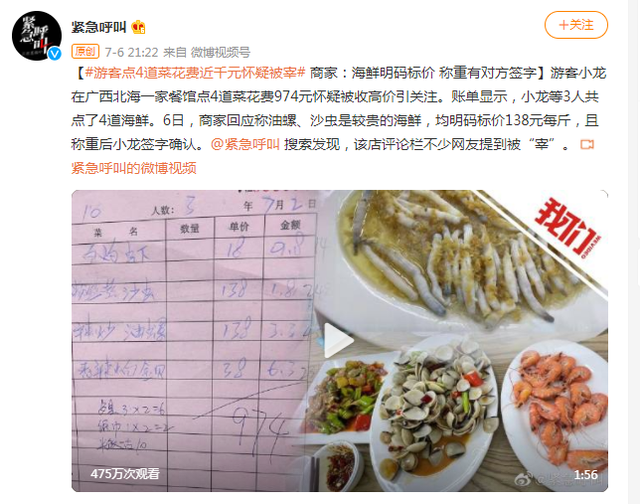 紧急呼叫
+关注
原创 7-6 21:22 来自 微博视频号
【#游客点4道菜花费近千元怀疑被宰# 商家：海鲜明码标价 称重有对方签字】游客小龙
在广西北海一家餐馆点4道菜花费974元怀疑被收高价引关注。账单显示，小龙等3人共
点了4道海鲜。6日，商家回应称油螺、沙虫是较贵的海鲜，均明码标价138元每斤，且
称重后小龙签字确认。@紧急呼叫 搜索发现，该店评论栏不少网友提到被“宰”。
紧急呼叫的微博视频
我们
10 人数：3 年 7月2
菜名 数量 单价 金额
138
沙虫 138
油螺 138
38
3×2=6
974
475万次观看
1:56